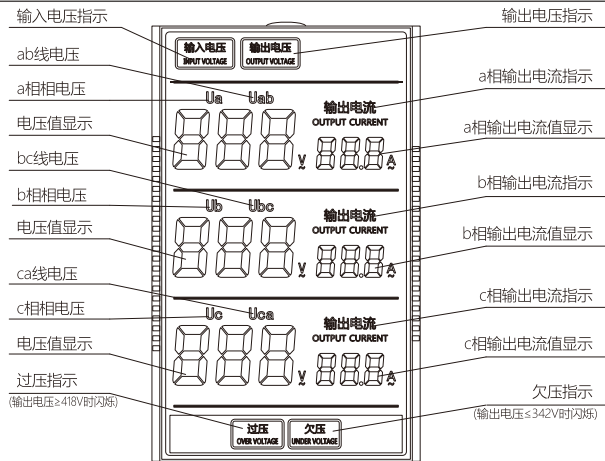 输入电压指示
输出电压指示
输入电压
INPUT VOLTAGE
输出电压
OUTPUT VOLTAGE
ab线电压
a相相电压
Ua
Uab
输出电流
OUTPUT CURRENT
a相输出电流指示
电压值显示
888
V
~
88.8
A
~
a相输出电流值显示
bc线电压
b相相电压
Ub
Ubc
输出电流
OUTPUT CURRENT
b相输出电流指示
电压值显示
888
V
~
88.8
A
~
b相输出电流值显示
ca线电压
c相相电压
Uc
Uca
输出电流
OUTPUT CURRENT
c相输出电流指示
电压值显示
888
V
~
88.8
A
~
c相输出电流值显示
过压指示
(输出电压≥418V时闪烁)
欠压指示
(输出电压≤342V时闪烁)
过压
OVER VOLTAGE
欠压
UNDER VOLTAGE